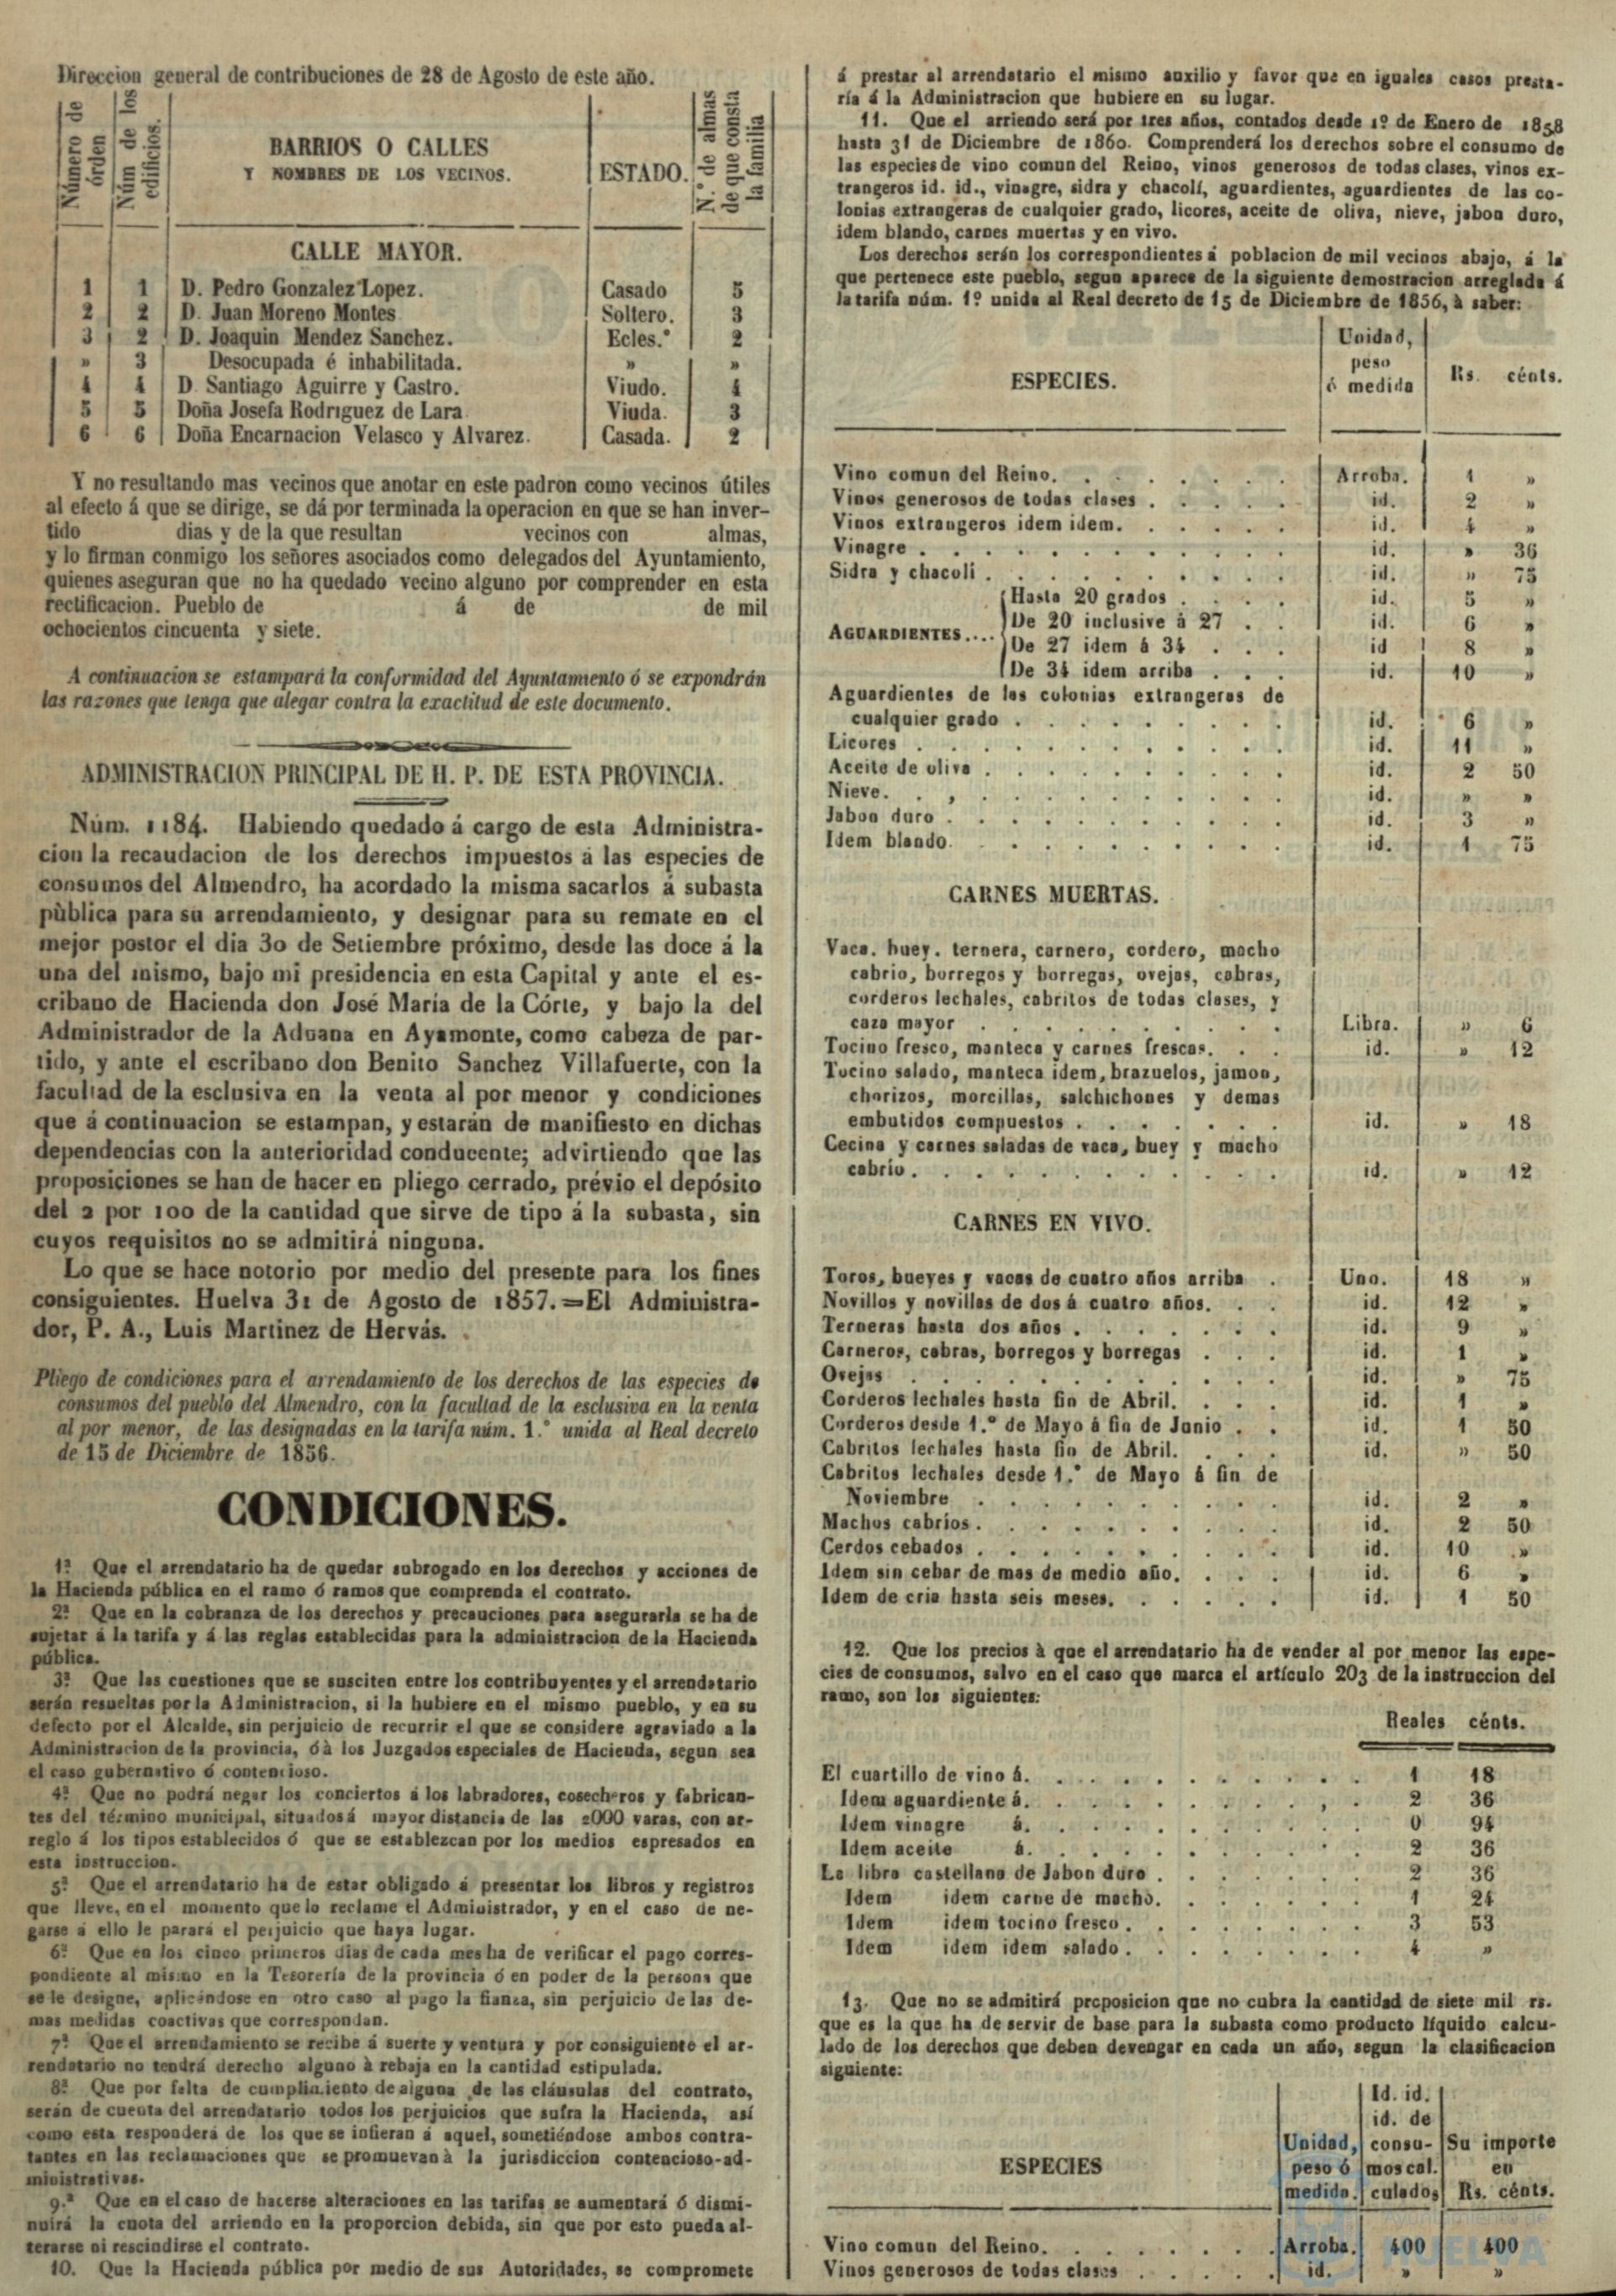 Direccion general de contribuciones de 28 de Agosto de este año.
Número de órden
Núm de los edificios.
BARRIOS O CALLES
Y NOMBRES DE LOS VECINOS.
ESTADO.
N.º de almas de que consta la familia
CALLE MAYOR.
1 1 D. Pedro Gonzalez Lopez. Casado 5
2 2 D. Juan Moreno Montes Soltero. 3
3 2 D. Joaquin Mendez Sanchez. Ecles.º 2
» 3 Desocupada é inhabilitada. » »
4 4 D Santiago Aguirre y Castro. Viudo. 4
5 5 Doña Josefa Rodriguez de Lara Viuda. 3
6 6 Doña Encarnacion Velasco y Alvarez. Casada. 2
Y no resultando mas vecinos que anotar en este padron como vecinos útiles
al efecto á que se dirige, se dá por terminada la operacion en que se han inver-
tido dias y de la que resultan vecinos con almas,
y lo firman conmigo los señores asociados como delegados del Ayuntamiento,
quienes aseguran que no ha quedado vecino alguno por comprender en esta
rectificacion. Pueblo de á de de mil
ochocientos cincuenta y siete.
A continuacion se estampará la conformidad del Ayuntamiento ó se expondrán
las razones que tenga que alegar contra la exactitud de este documento.
ADMINISTRACION PRINCIPAL DE H. P. DE ESTA PROVINCIA.
Núm. 1184. Habiendo quedado á cargo de esta Administra-
cion la recaudacion de los derechos impuestos á las especies de
consumos del Almendro, ha acordado la misma sacarlos á subasta
pùblica para su arrendamiento, y designar para su remate en el
mejor postor el dia 30 de Setiembre próximo, desde las doce á la
una del mismo, bajo mi presidencia en esta Capital y ante el es-
cribano de Hacienda don José Maria de la Córte, y bajo la del
Administrador de la Aduana en Ayamonte, como cabeza de par-
tido, y ante el escribano don Benito Sanchez Villafuerte, con la
facultad de la esclusiva en la venta al por menor y condiciones
que á continuacion se estampan, y estarán de manifiesto en dichas
dependencias con la anterioridad conducente; advirtiendo que las
proposiciones se han de hacer en pliego cerrado, prévio el depósito
del 2 por 100 de la cantidad que sirve de tipo á la subasta, sin
cuyos requisitos no se admitirá ninguna.
Lo que se hace notorio por medio del presente para los fines
consiguientes. Huelva 31 de Agosto de 1857.=El Administra-
dor, P. A., Luis Martinez de Hervás.
Pliego de condiciones para el arrendamiento de los derechos de las especies de
consumos del pueblo del Almendro, con la facultad de la esclusiva en la venta
al por menor, de las designadas en la tarifa núm. 1.º unida al Real decreto
de 15 de Diciembre de 1856.
CONDICIONES.
1ª Que el arrendatario ha de quedar subrogado en los derechos y acciones de
la Hacienda pública en el ramo ó ramos que comprenda el contrato.
2ª Que en la cobranza de los derechos y precauciones para asegurarla se ha de
sujetar á la tarifa y á las reglas establecidas para la administracion de la Hacienda
pública.
3ª Que las cuestiones que se susciten entre los contribuyentes y el arrendatario
serán resueltas por la Administracion, si la hubiere en el mismo pueblo, y en su
defecto por el Alcalde, sin perjuicio de recurrir el que se considere agraviado a la
Administracion de la provincia, ó à los Juzgados especiales de Hacienda, segun sea
el caso gubernativo ó contencioso.
4ª Que no podrá negar los conciertos á los labradores, cosecheros y fabrican-
tes del término municipal, situados á mayor distancia de las 2000 varas, con ar-
reglo á los tipos establecidos ó que se establezcan por los medios espresados en
esta instruccion.
5ª Que el arrendatario ha de estar obligado á presentar los libros y registros
que lleve, en el momento que lo reclame el Administrador, y en el caso de ne-
garse á ello le parará el perjuicio que haya lugar.
6ª Que en los cinco primeros dias de cada mes ha de verificar el pago corres-
pondiente al mismo en la Tesorería de la provincia ó en poder de la persona que
se le designe, aplicándose en otro caso al pago la fianza, sin perjuicio de las de-
mas medidas coactivas que correspondan.
7ª Que el arrendamiento se recibe á suerte y ventura y por consiguiente el ar-
rendatario no tendrá derecho alguno à rebaja en la cantidad estipulada.
8ª Que por falta de cumplimiento de alguna de las cláusulas del contrato,
serán de cuenta del arrendatario todos los perjuicios que sufra la Hacienda, así
como esta responderá de los que se infieran á aquel, sometiéndose ambos contra-
tantes en las reclamaciones que se promuevan à la jurisdiccion contencioso-ad-
ministrativas.
9.ª Que en el caso de hacerse alteraciones en las tarifas se aumentará ó dismi-
nuirá la cuota del arriendo en la proporcion debida, sin que por esto pueda al-
terarse ni rescindirse el contrato.
10. Que la Hacienda pública por medio de sus Autoridades, se compromete
á prestar al arrendatario el mismo auxilio y favor que en iguales casos presta-
ría á la Administracion que hubiere en su lugar.
11. Que el arriendo será por tres años, contados desde 1º de Enero de 1858
hasta 31 de Diciembre de 1860. Comprenderá los derechos sobre el consumo de
las especies de vino comun del Reino, vinos generosos de todas clases, vinos ex-
trangeros id. id., vinagre, sidra y chacolí, aguardientes, aguardientes de las co-
lonias extrangeras de cualquier grado, licores, aceite de oliva, nieve, jabon duro,
idem blando, carnes muertas y en vivo.
Los derechos serán los correspondientes á poblacion de mil vecinos abajo, á la
que pertenece este pueblo, segun aparece de la siguiente demostracion arreglada á
la tarifa núm. 1º unida al Real decreto de 15 de Diciembre de 1856, à saber:
ESPECIES.
Unidad,
peso
ó medida
Rs. cénts.
Vino comun del Reino. . . . . . . . Arroba. 1 »
Vinos generosos de todas clases . . . . . id. 2 »
Vinos extrangeros idem idem. . . . . . id. 4 »
Vinagre . . . . . . . . . . . . id. » 36
Sidra y chacoli . . . . . . . . . . id. » 75
Hasta 20 grados . . . . id. 5 »
AGUARDIENTES.... De 20 inclusive à 27 . . id. 6 »
De 27 idem á 34 . . . id 8 »
De 34 idem arriba . . . id. 10 »
Aguardientes de las colonias extrangeras de
cualquier grado . . . . . . . . . id. 6 »
Licores . . . . . . . . . . . . id. 11 »
Aceite de oliva . . . . . . . . . . id. 2 50
Nieve. . , . . . . . . . . . . id. » »
Jabon duro . . . . . . . . . . . id. 3 »
Idem blando. . . . . . . . . . . id. 1 75
CARNES MUERTAS.
Vaca. buey. ternera, carnero, cordero, macho
cabrio, borregos y borregas, ovejas, cabras,
corderos lechales, cabritos de todas clases, y
caza mayor . . . . . . . . . . Libra. » 6
Tocino fresco, manteca y carnes frescas. . . id. » 12
Tocino salado, manteca idem, brazuelos, jamon,
chorizos, morcillas, salchichones y demas
embutidos compuestos . . . . . . . id. » 18
Cecina y carnes saladas de vaca, buey y macho
cabrío . . . . . . . . . . . . id. » 12
CARNES EN VIVO.
Toros, bueyes y vacas de cuatro años arriba . Uno. 18 »
Novillos y novillas de dos á cuatro años. . . id. 12 »
Terneras hasta dos años . . . . . . . id. 9 »
Carneros, cabras, borregos y borregas . . . id. 1 »
Ovejas . . . . . . . . . . . . id. » 75
Corderos lechales hasta fin de Abril. . . . id. 1 »
Corderos desde 1.º de Mayo á fin de Junio . . id. 1 50
Cabritos lechales hasta fin de Abril. . . . id. » 50
Cabritos lechales desde 1.º de Mayo á fin de
Noviembre . . . . . . . . . . id. 2 »
Machos cabríos . . . . . . . . . . id. 2 50
Cerdos cebados . . . . . . . . . . id. 10 »
Idem sin cebar de mas de medio año. . . . id. 6 »
Idem de cria hasta seis meses. . . . . . id. 1 50
12. Que los precios à que el arrendatario ha de vender al por menor las espe-
cies de consumos, salvo en el caso que marca el artículo 203 de la instruccion del
ramo, son los siguientes:
Reales cénts.
El cuartillo de vino á. . . . . . . . . . . 1 18
Idem aguardiente á. . . . . . . . . , . 2 36
Idem vinagre á. . . . . . . . . . . 0 94
Idem aceite á. . . . . . . . . . . 2 36
La libra castellana de Jabon duro . . . . . . . 2 36
Idem idem carne de macho. . . . . . . 1 24
Idem idem tocino fresco . . . . . . . . 3 53
Idem idem idem salado . . . . . . . . 4 »
13. Que no se admitirá preposicion que no cubra la cantidad de siete mil rs.
que es la que ha de servir de base para la subasta como producto líquido calcu-
lado de los derechos que deben devengar en cada un año, segun la clasificacion
siguiente:
ESPECIES
Unidad,
peso ó
medida.
Id. id.
id. de
consu-
mos cal.
culados
Su importe
en
Rs. cénts.
Vino comun del Reino. . . . . . . . Arroba. 400 400
Vinos generosos de todas clases . . . . . id. » »
HUELVA